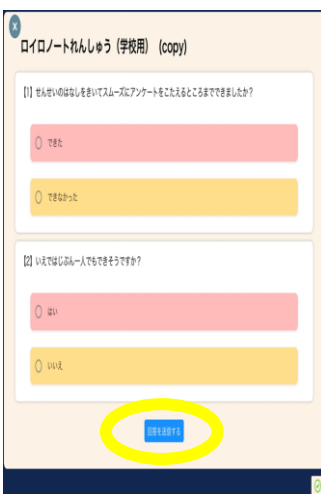 ロイロノートれんしゅう（学校用） (copy)
【1】せんせいのはなしをきいてスムーズにアンケートをこたえるところまでできましたか？
できた
できなかった
【2】いえではじぶん一人でもできそうですか？
はい
いいえ
回答を送信する